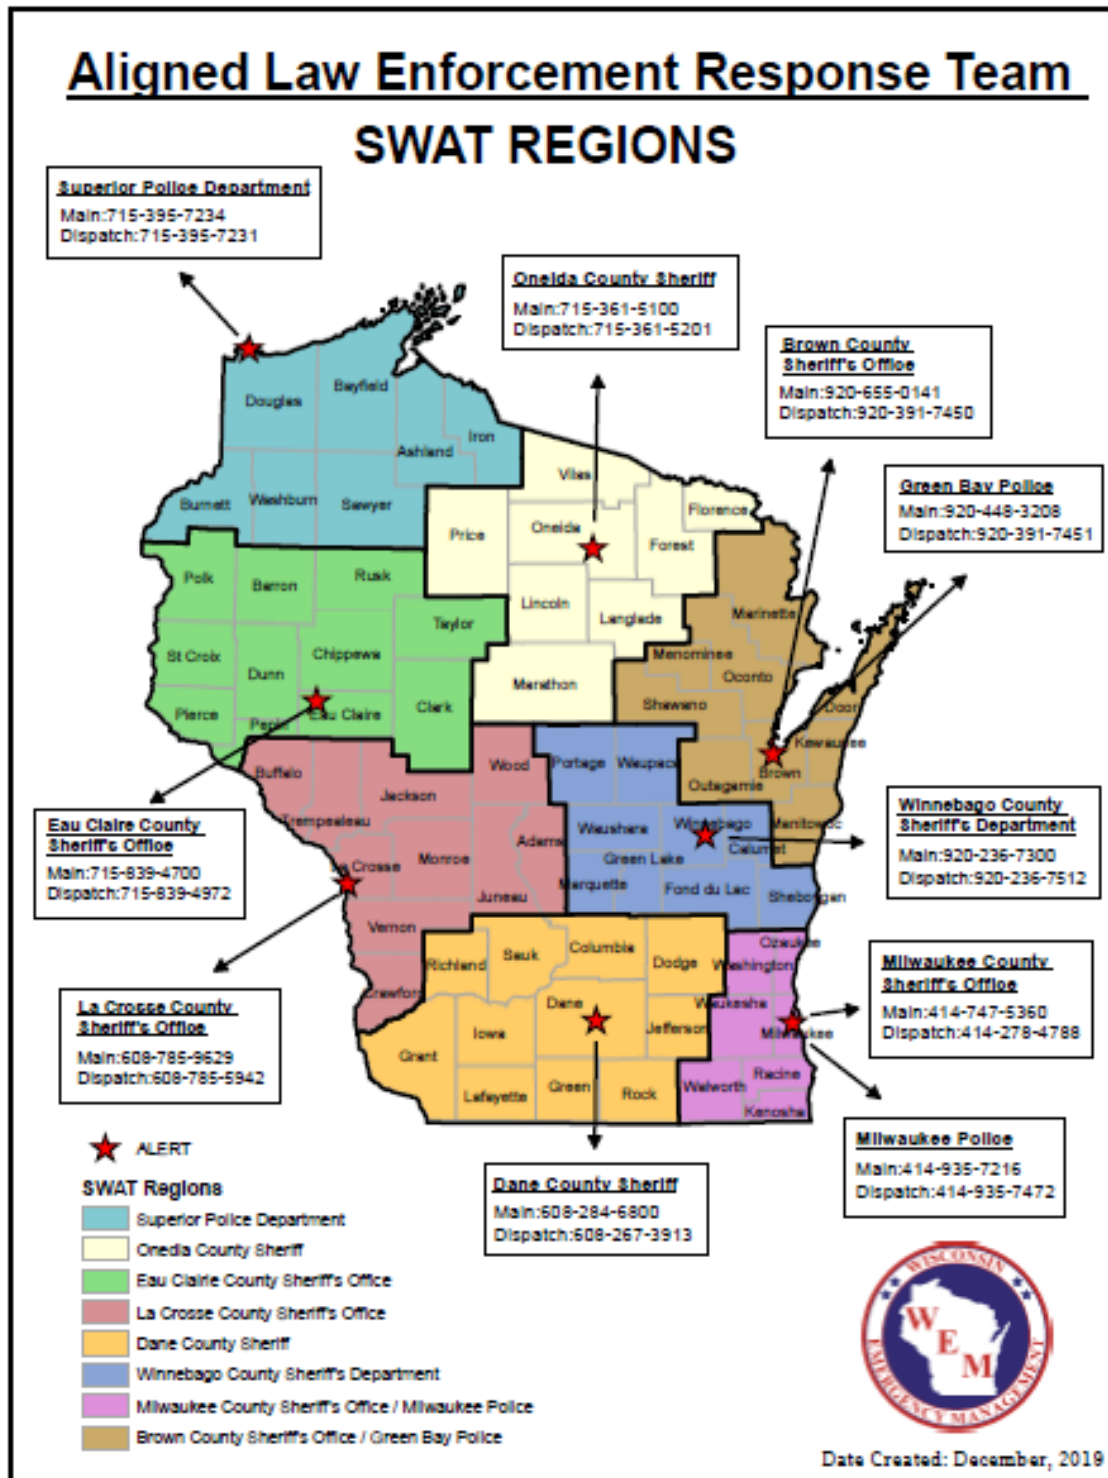 Aligned Law Enforcement Response Team
SWAT REGIONS
Superior Police Department
Main:715-395-7234
Dispatch:715-395-7231
Oneida County Sheriff
Main:715-361-5100
Dispatch:715-361-5201
Brown County
Sheriff's Office
Main:920-655-0141
Dispatch:920-391-7450
Green Bay Police
Main:920-448-3208
Dispatch:920-391-7451
Douglas
Bayfield
Ashland
Iron
Burnett
Washburn
Sawyer
Vilas
Florence
Price
Oneida
Forest
Lincoln
Langlade
Marathon
Polk
Barron
Rusk
Taylor
St Croix
Dunn
Chippewa
Pierce
Pepin
Eau Claire
Clark
Marinette
Menominee
Oconto
Shawano
Door
Kewaunee
Brown
Outagamie
Manitowoc
Buffalo
Trempealeau
Jackson
Wood
La Crosse
Monroe
Adams
Juneau
Vernon
Crawford
Portage
Waupaca
Waushara
Winnebago
Green Lake
Calumet
Marquette
Fond du Lac
Sheboygan
Richland
Sauk
Columbia
Dodge
Grant
Iowa
Dane
Jefferson
Lafayette
Green
Rock
Ozaukee
Washington
Waukesha
Milwaukee
Walworth
Racine
Kenosha
Eau Claire County
Sheriff's Office
Main:715-839-4700
Dispatch:715-839-4972
Winnebago County
Sheriff's Department
Main:920-236-7300
Dispatch:920-236-7512
La Crosse County
Sheriff's Office
Main:608-785-9629
Dispatch:608-785-5942
Milwaukee County
Sheriff's Office
Main:414-747-5360
Dispatch:414-278-4788
Milwaukee Police
Main:414-935-7216
Dispatch:414-935-7472
Dane County Sheriff
Main:608-284-6800
Dispatch:608-267-3913
ALERT
SWAT Regions
Superior Police Department
Onedia County Sheriff
Eau Clairie County Sheriff's Office
La Crosse County Sheriff's Office
Dane County Sheriff
Winnebago County Sheriff's Department
Milwaukee County Sheriff's Office / Milwaukee Police
Brown County Sheriff's Office / Green Bay Police
WISCONSIN
WEM
EMERGENCY MANAGEMENT
Date Created: December, 2019